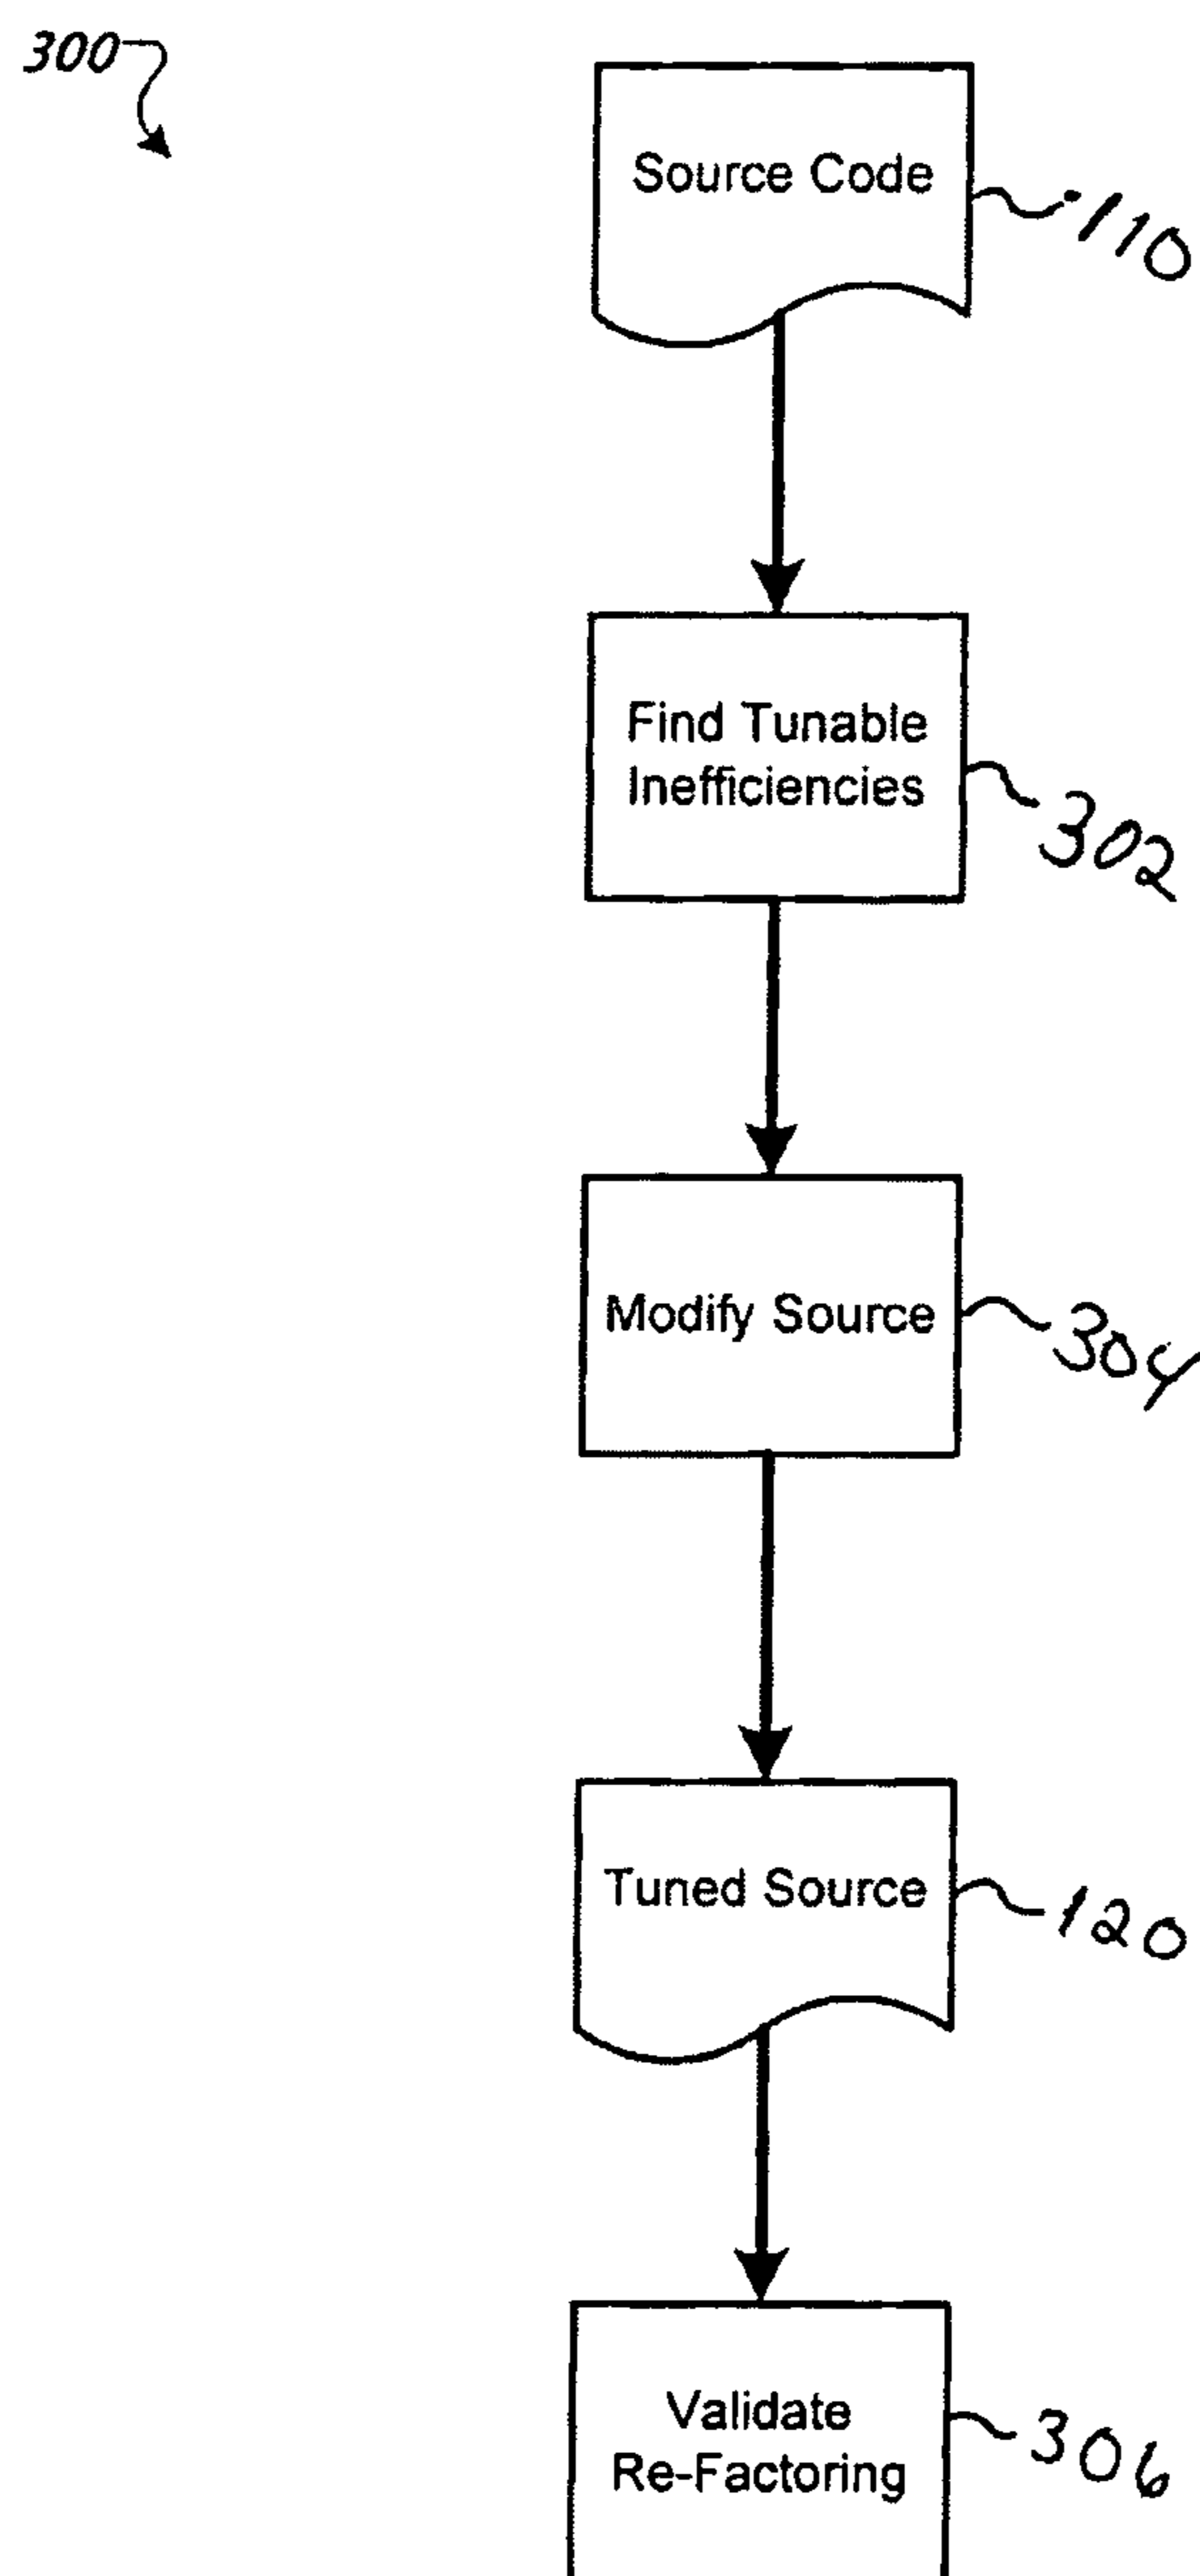 300
Source Code
110
Find Tunable
Inefficiencies
302
Modify Source
304
Tuned Source
120
Validate
Re-Factoring
306